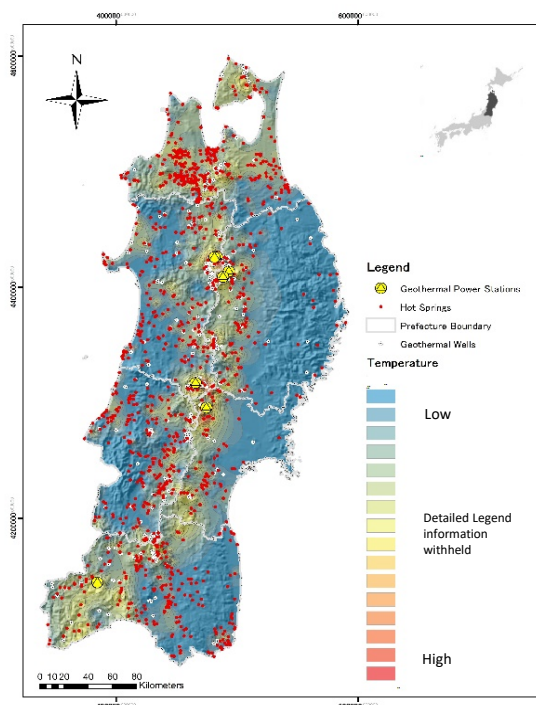 400000
600000
N
4400000
4200000
Legend
Geothermal Power Stations
Hot Springs
Prefecture Boundary
Geothermal Wells
Temperature
Low
Detailed Legend
information
withheld
High
0 10 20 40 60 80
Kilometers